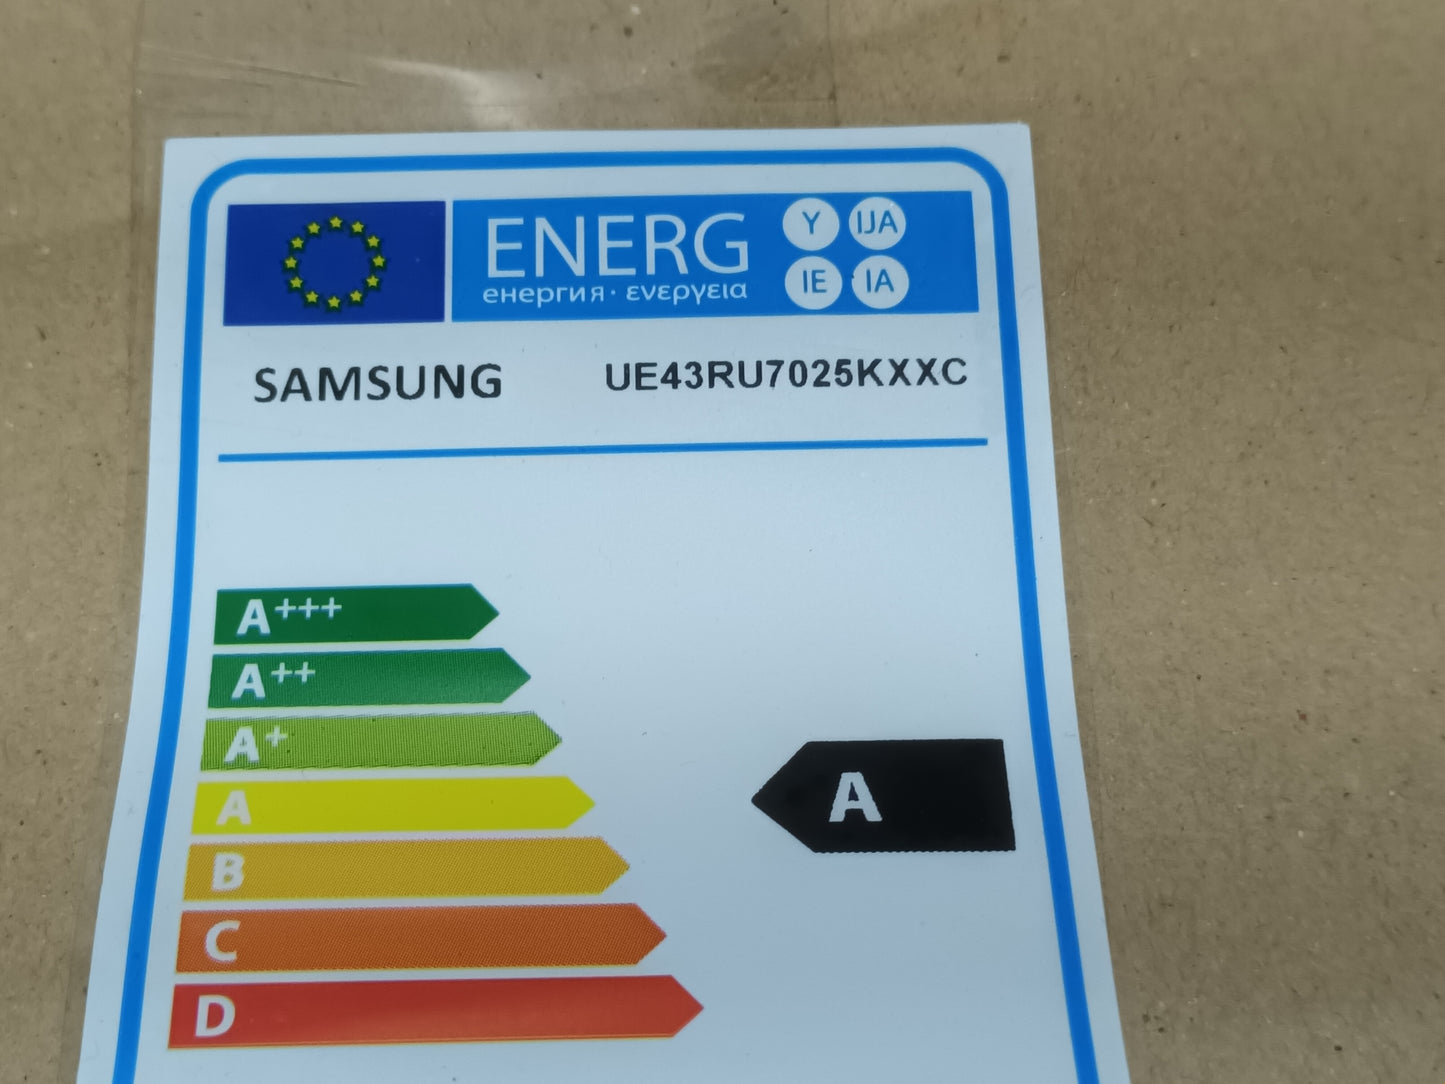 ENERG Y IJA
енергия · ενεργεια IE IA
SAMSUNG UE43RU7025KXXC
A+++
A++
A+
A A
B
C
D